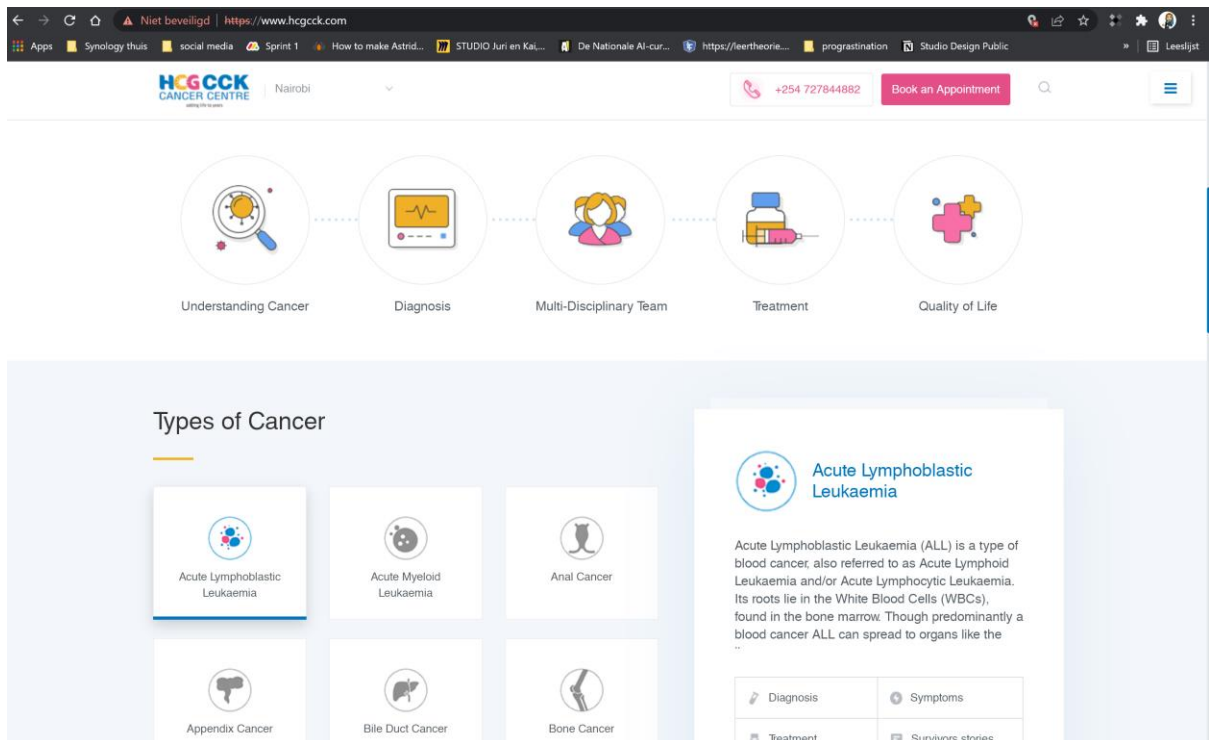 Niet beveiligd | https://www.hcgcck.com
Apps Synology thuis social media Sprint 1 How to make Astrid... STUDIO Juri en Kai,... De Nationale AI-cur... https://leertheorie.... prograstination Studio Design Public » Leeslijst
HCG CCK
CANCER CENTRE
adding life to years
Nairobi
+254 727844882
Book an Appointment
Understanding Cancer
Diagnosis
Multi-Disciplinary Team
Treatment
Quality of Life
Types of Cancer
Acute Lymphoblastic
Leukaemia
Acute Myeloid
Leukaemia
Anal Cancer
Appendix Cancer
Bile Duct Cancer
Bone Cancer
Acute Lymphoblastic
Leukaemia
Acute Lymphoblastic Leukaemia (ALL) is a type of
blood cancer, also referred to as Acute Lymphoid
Leukaemia and/or Acute Lymphocytic Leukaemia.
Its roots lie in the White Blood Cells (WBCs),
found in the bone marrow. Though predominantly a
blood cancer ALL can spread to organs like the
Diagnosis
Symptoms
Treatment
Survivors stories